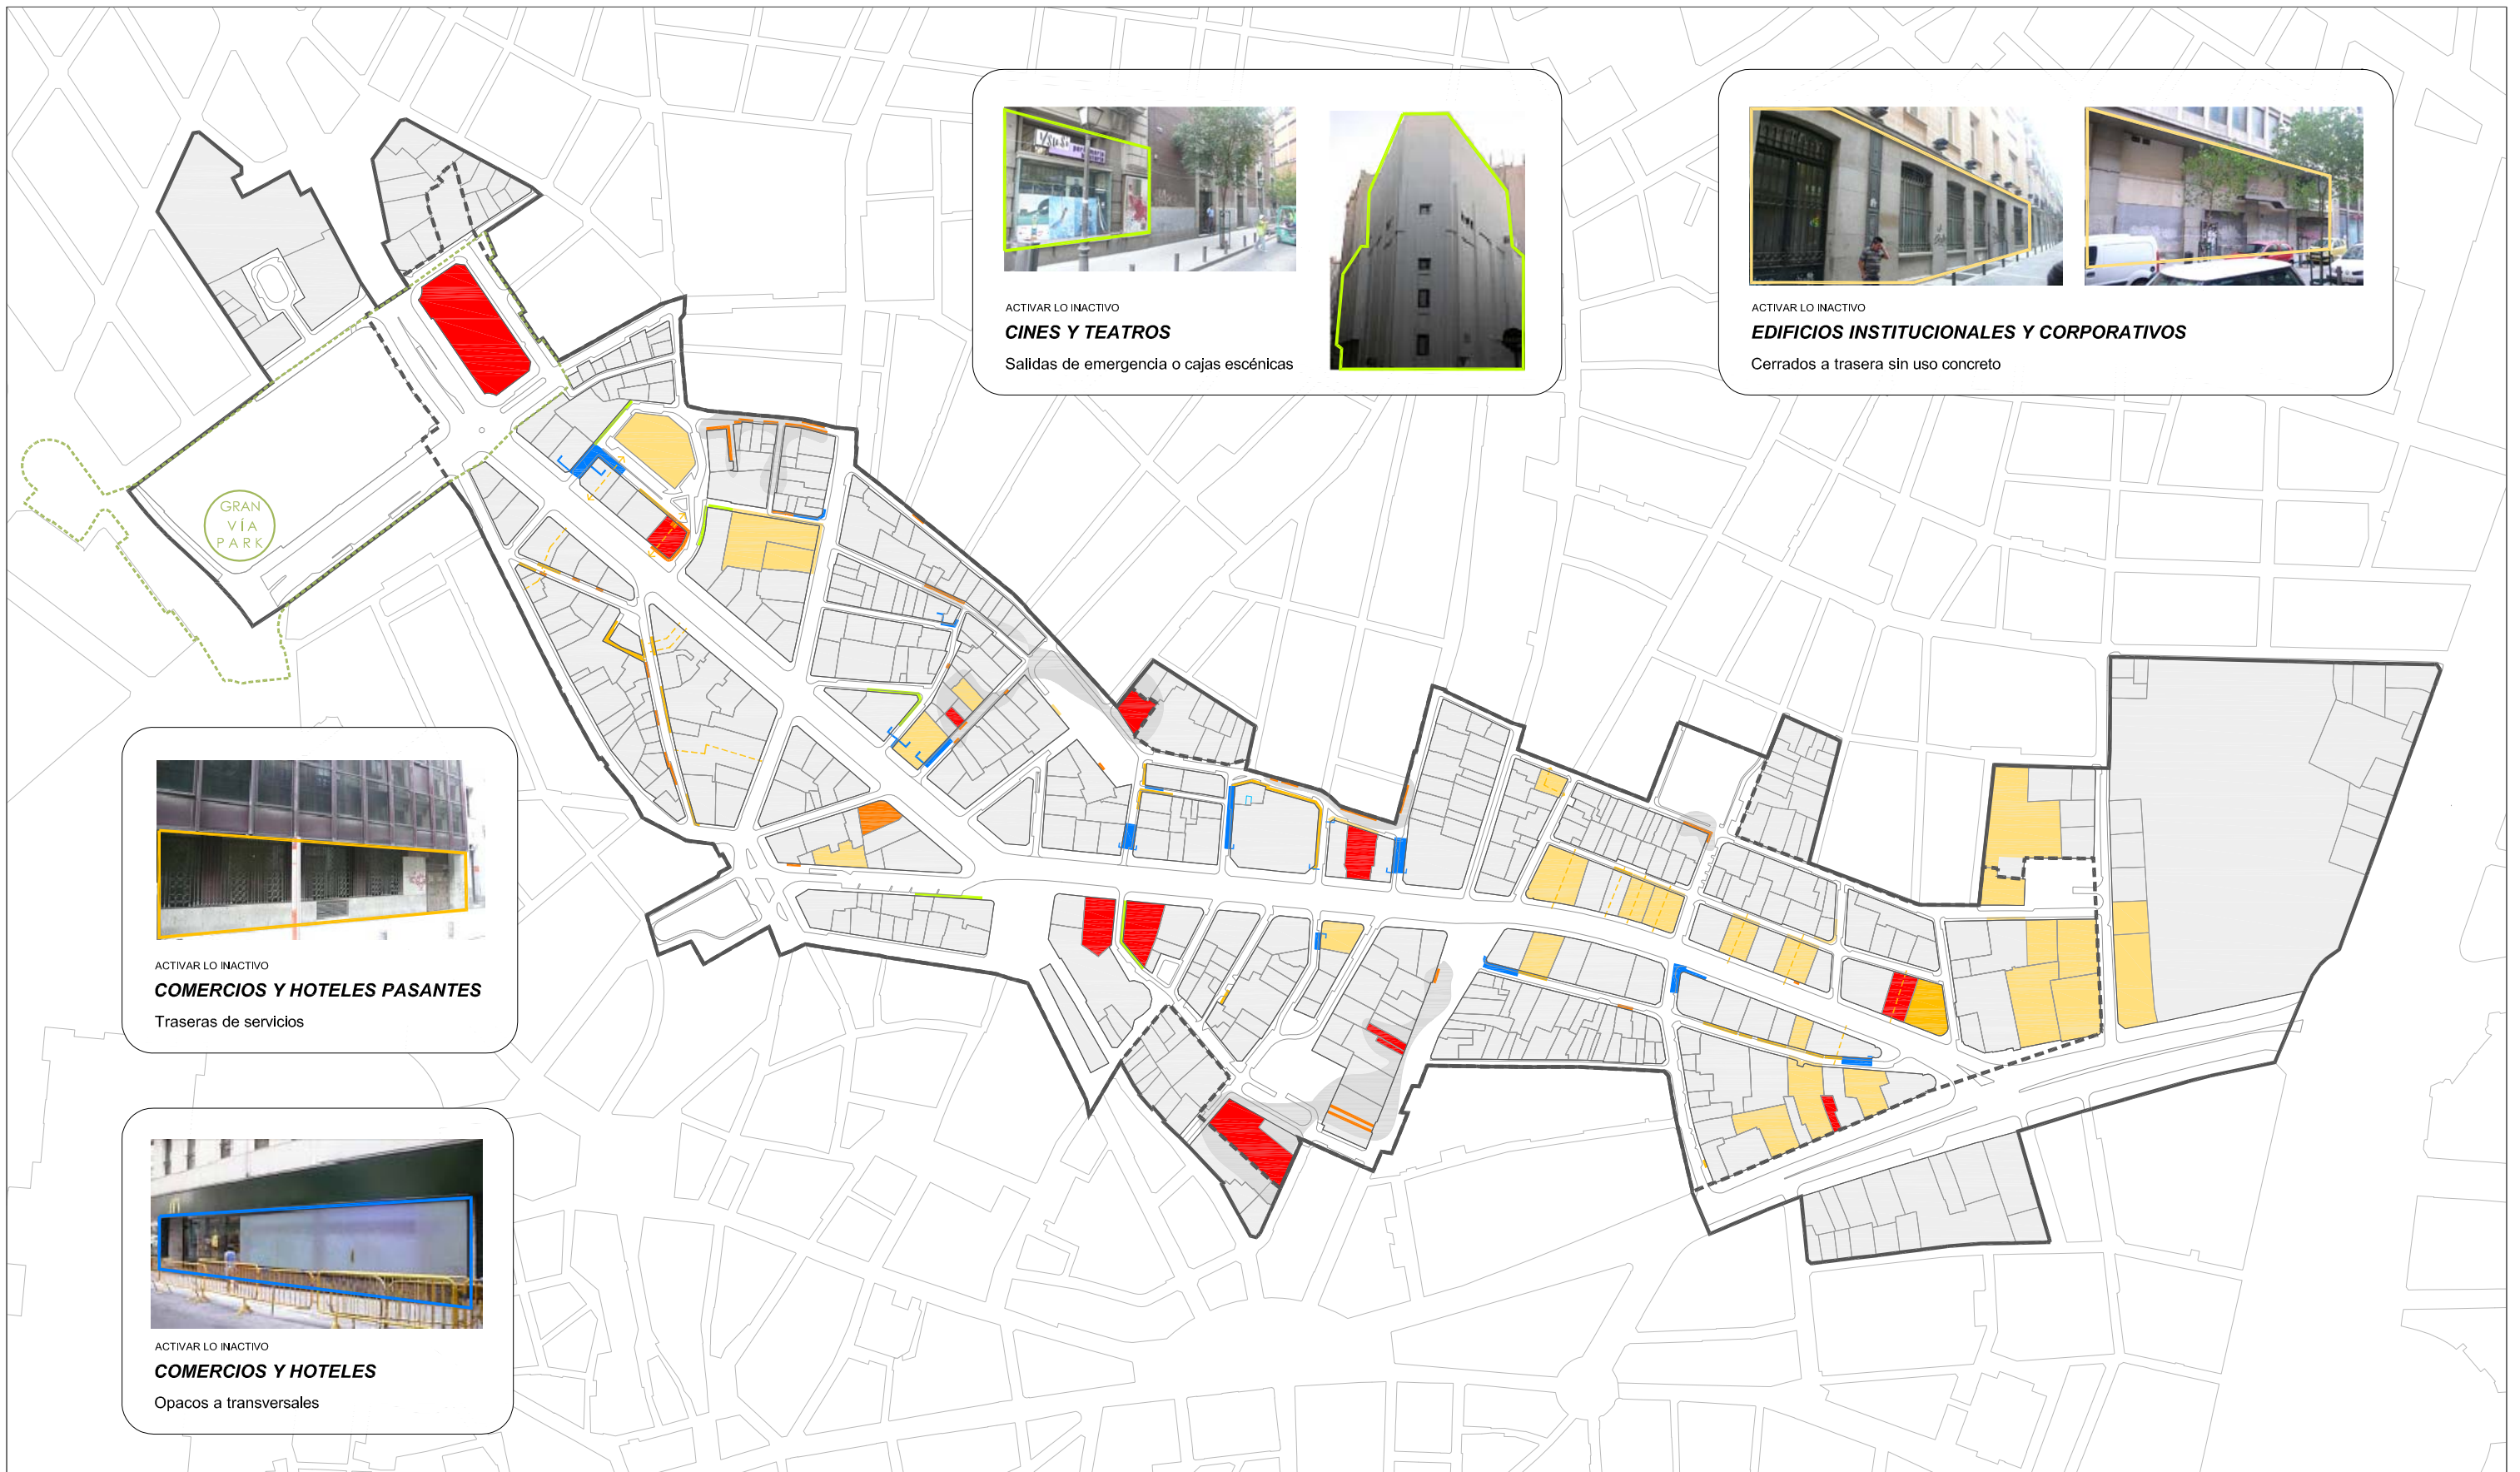 ACTIVAR LO INACTIVO
CINES Y TEATROS
Salidas de emergencia o cajas escénicas
ACTIVAR LO INACTIVO
EDIFICIOS INSTITUCIONALES Y CORPORATIVOS
Cerrados a trasera sin uso concreto
GRAN
VÍA
PARK
ACTIVAR LO INACTIVO
COMERCIOS Y HOTELES PASANTES
Traseras de servicios
ACTIVAR LO INACTIVO
COMERCIOS Y HOTELES
Opacos a transversales